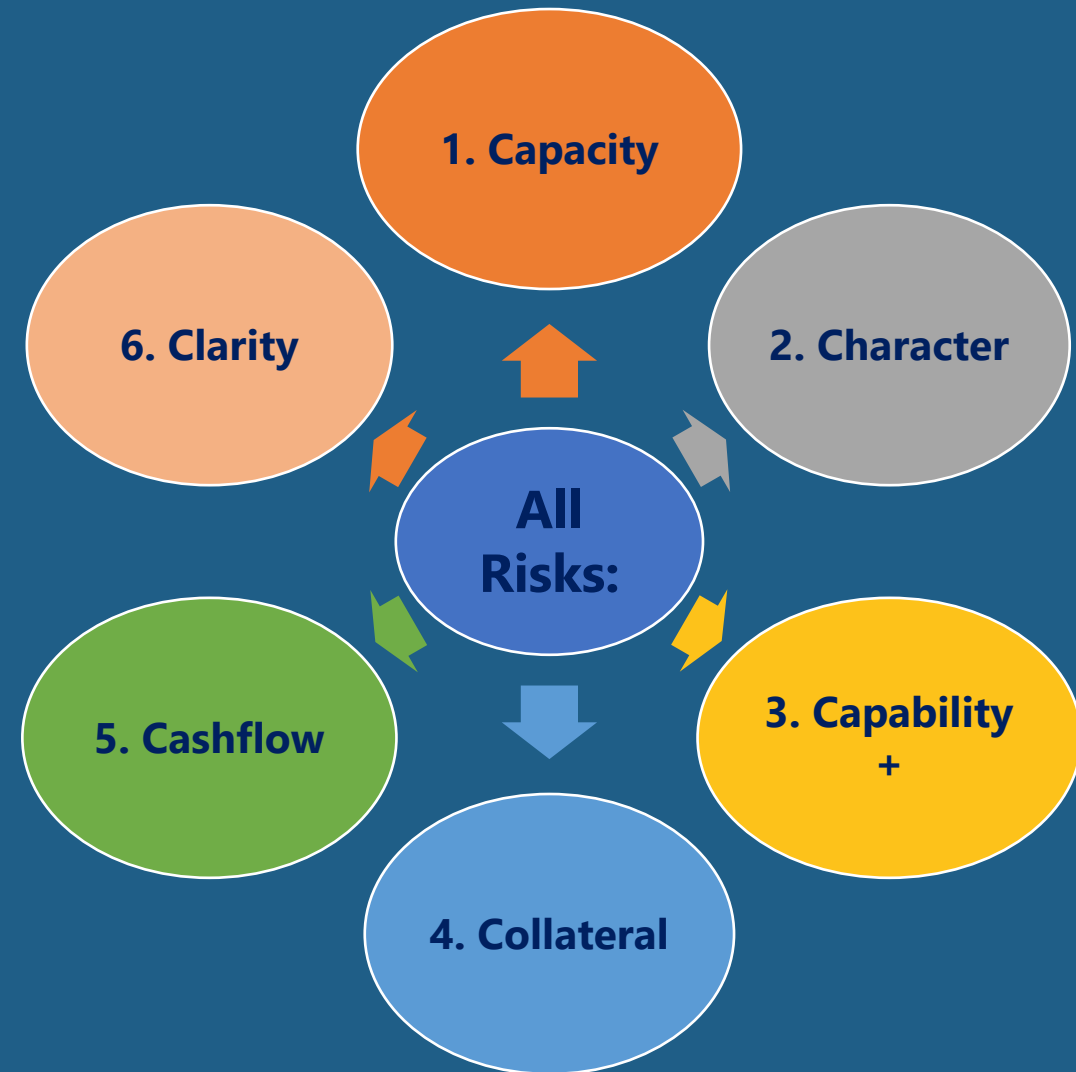 All
Risks:
1. Capacity
2. Character
3. Capability
+
4. Collateral
5. Cashflow
6. Clarity